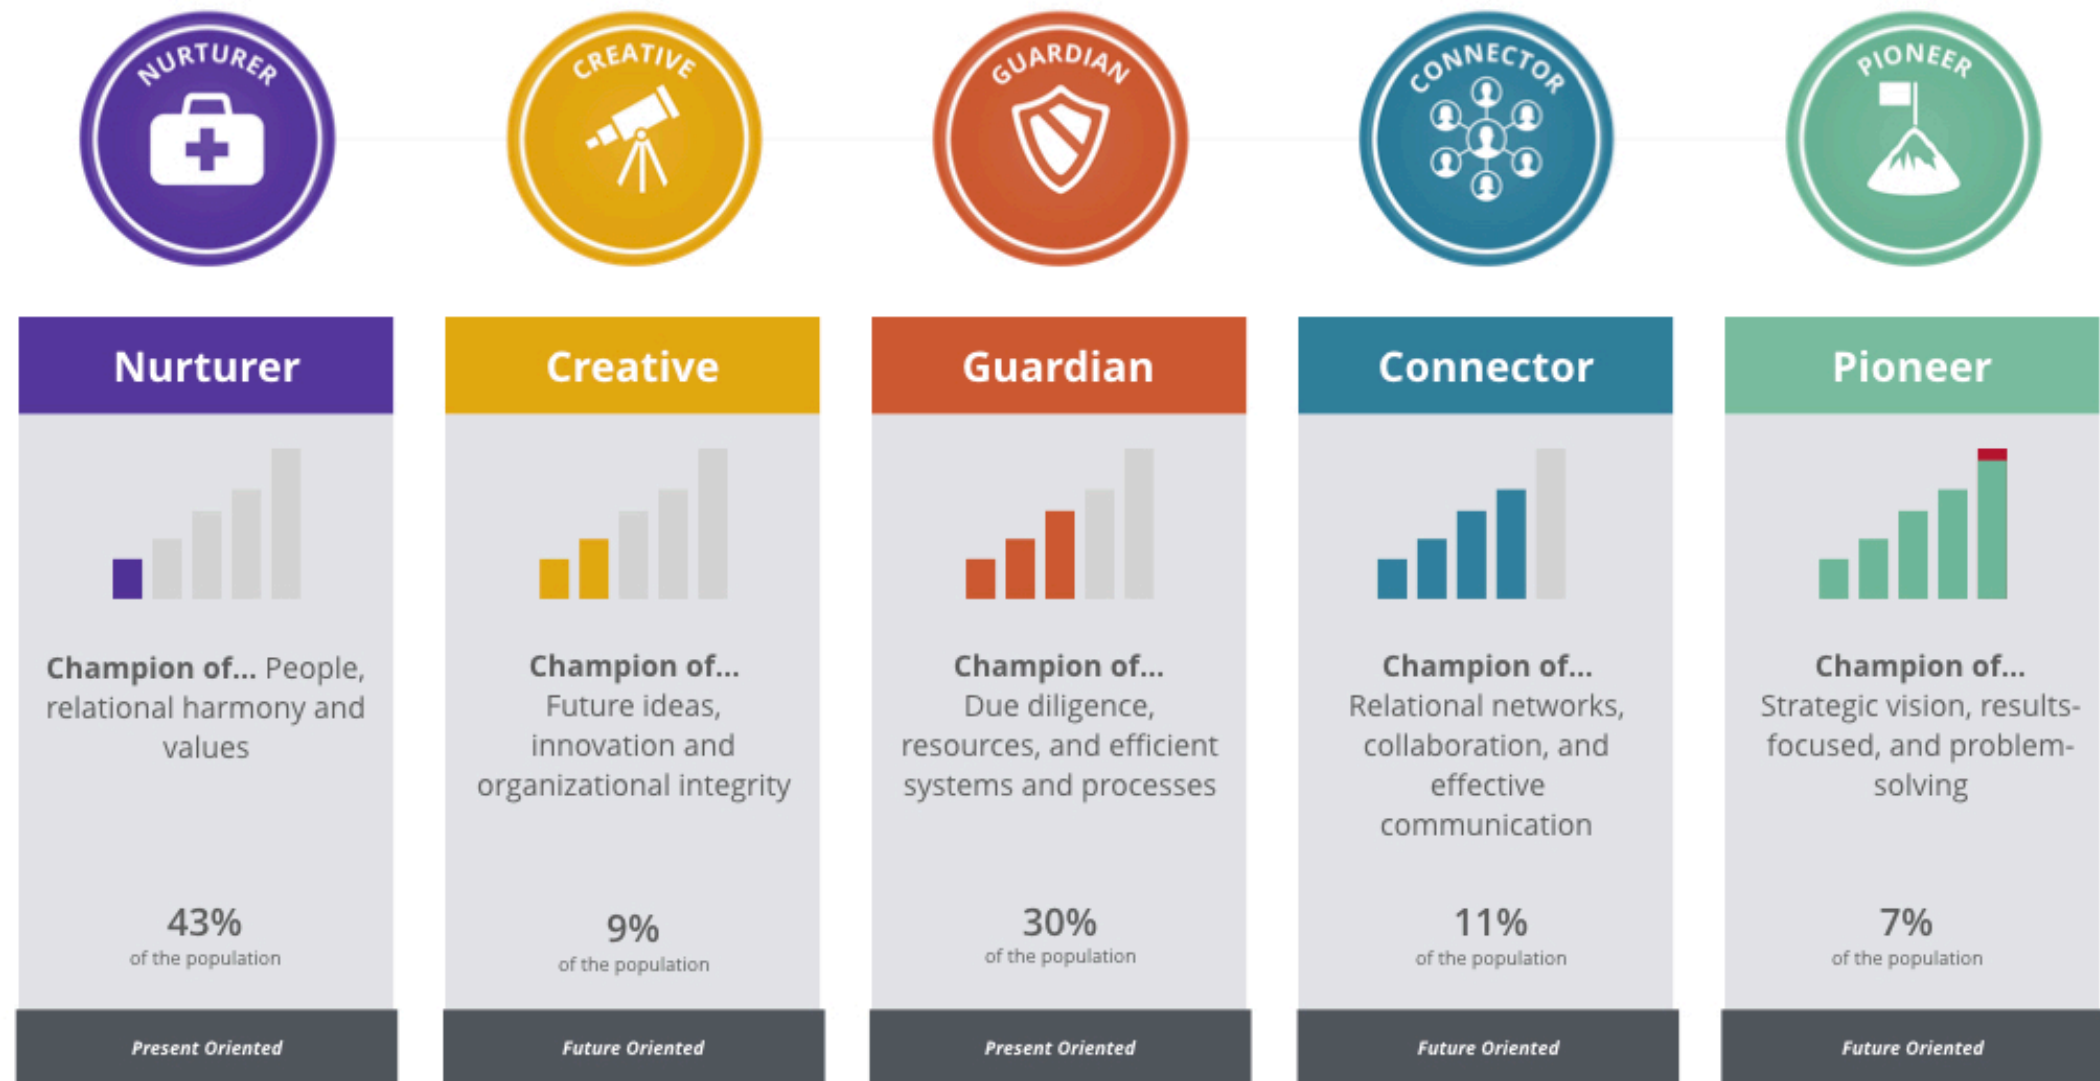 NURTURER
CREATIVE
GUARDIAN
CONNECTOR
PIONEER
Nurturer
Champion of... People,
relational harmony and
values
43%
of the population
Present Oriented
Creative
Champion of...
Future ideas,
innovation and
organizational integrity
9%
of the population
Future Oriented
Guardian
Champion of...
Due diligence,
resources, and efficient
systems and processes
30%
of the population
Present Oriented
Connector
Champion of...
Relational networks,
collaboration, and
effective
communication
11%
of the population
Future Oriented
Pioneer
Champion of...
Strategic vision, results-
focused, and problem-
solving
7%
of the population
Future Oriented